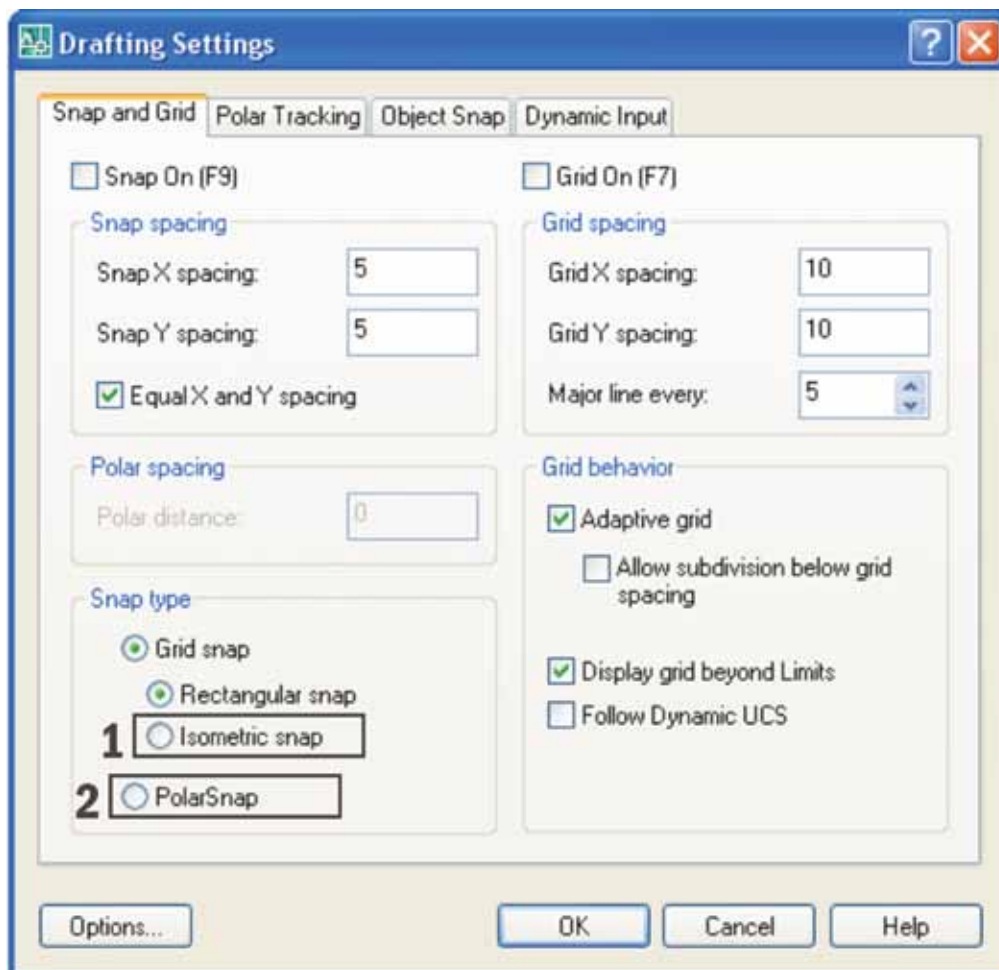 Drafting Settings
Snap and Grid
Polar Tracking
Object Snap
Dynamic Input
Snap On (F9)
Snap spacing
Snap X spacing: 5
Snap Y spacing: 5
Equal X and Y spacing
Polar spacing
Polar distance: 0
Snap type
Grid snap
Rectangular snap
1 Isometric snap
2 PolarSnap
Grid On (F7)
Grid spacing
Grid X spacing: 10
Grid Y spacing: 10
Major line every: 5
Grid behavior
Adaptive grid
Allow subdivision below grid
spacing
Display grid beyond Limits
Follow Dynamic UCS
Options...
OK
Cancel
Help